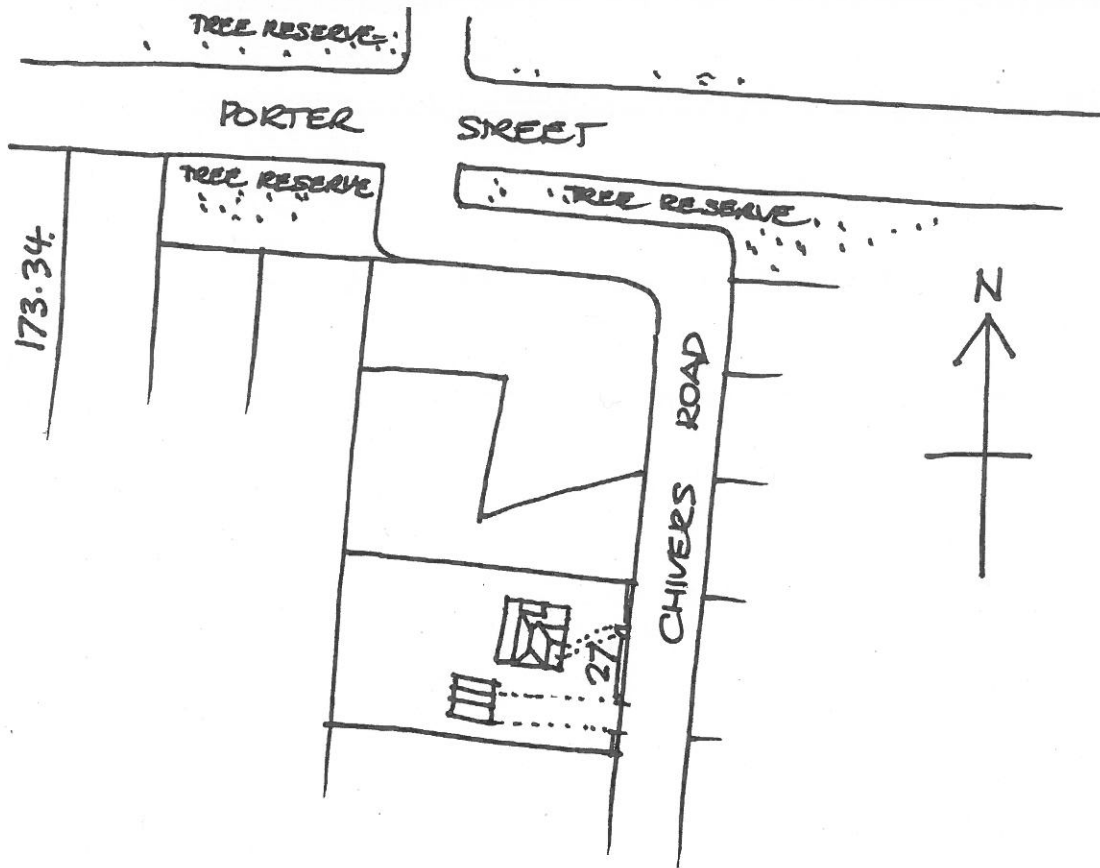 TREE RESERVE
PORTER STREET
TREE RESERVE
TREE RESERVE
173.34.
N
CHIVERS ROAD
27